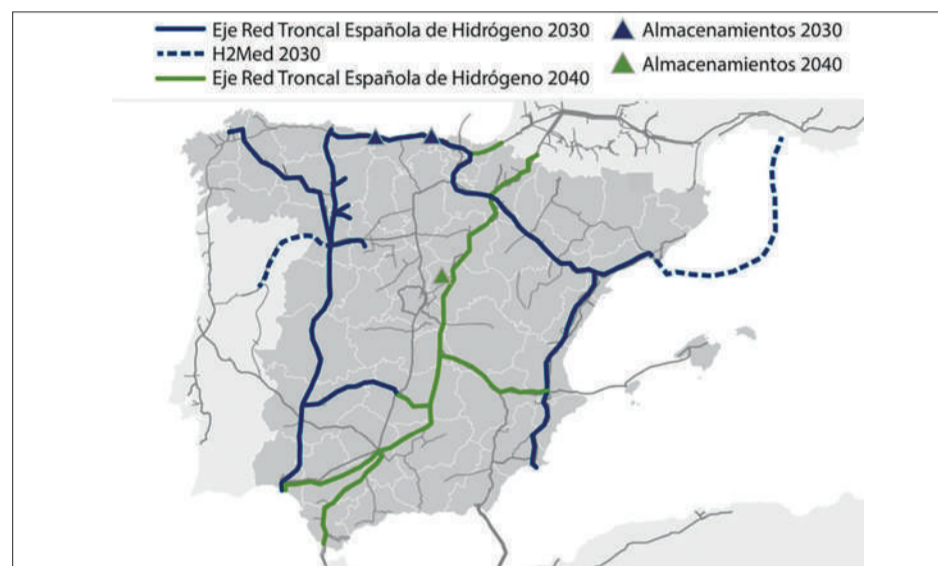 Eje Red Troncal Española de Hidrógeno 2030
H2Med 2030
Eje Red Troncal Española de Hidrógeno 2040
Almacenamientos 2030
Almacenamientos 2040